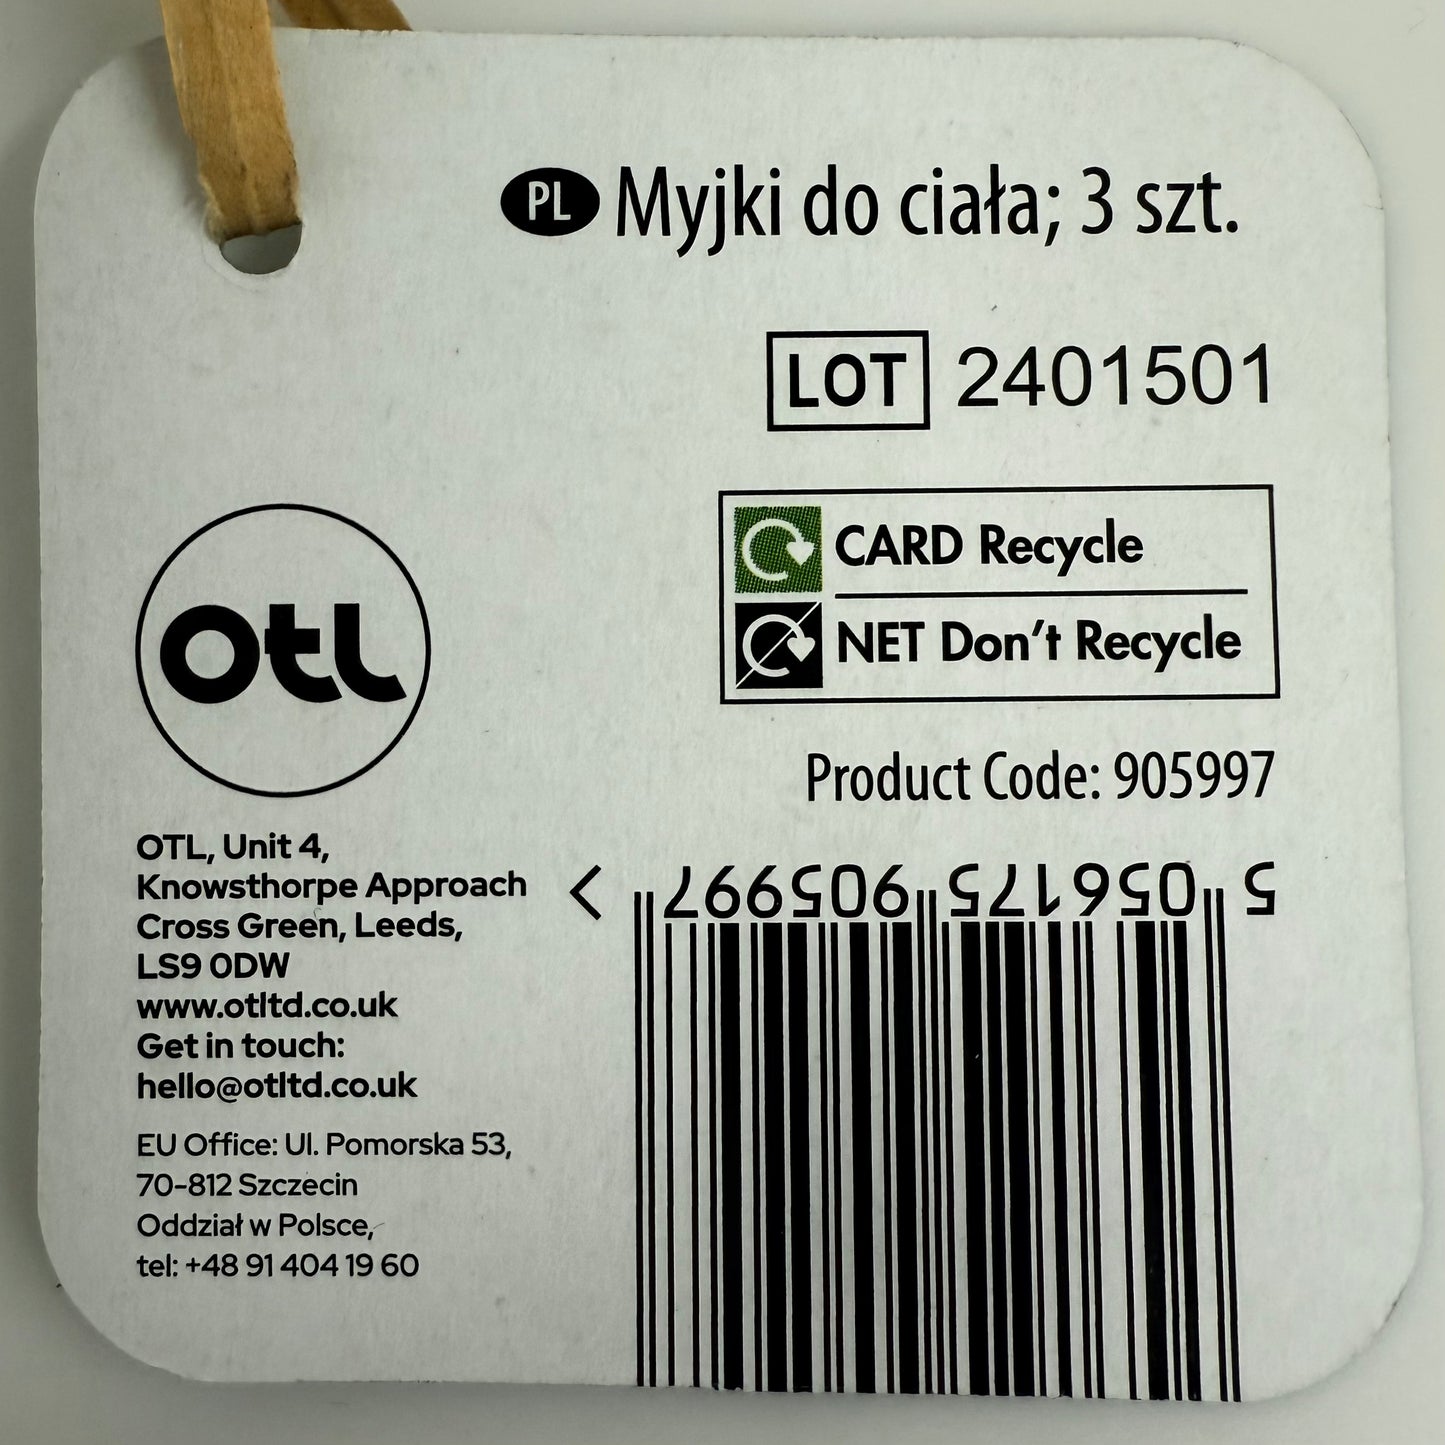 PL Myjki do ciała; 3 szt.
LOT 2401501
CARD Recycle
NET Don't Recycle
Product Code: 905997
5 056175 905997 >
otl
OTL, Unit 4,
Knowsthorpe Approach
Cross Green, Leeds,
LS9 0DW
www.otltd.co.uk
Get in touch:
hello@otltd.co.uk
EU Office: Ul. Pomorska 53,
70-812 Szczecin
Oddział w Polsce,
tel: +48 91 404 19 60